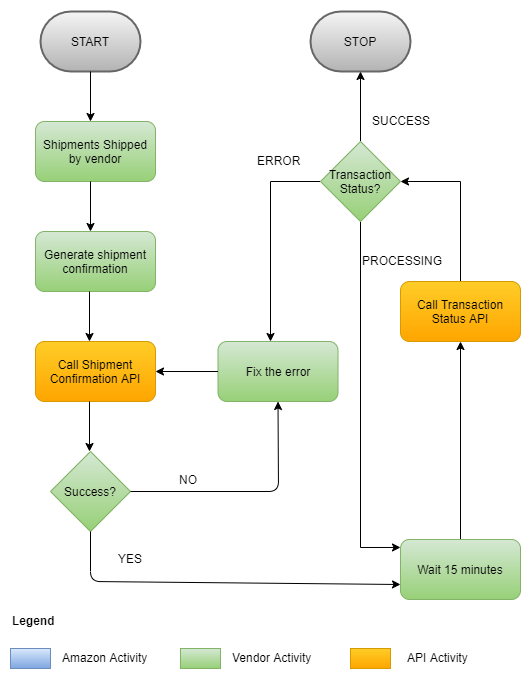 START
STOP
Shipments Shipped
by vendor
SUCCESS
ERROR
Transaction
Status?
Generate shipment
confirmation
PROCESSING
Call Transaction
Status API
Call Shipment
Confirmation API
Fix the error
Success?
NO
YES
Wait 15 minutes
Legend
Amazon Activity
Vendor Activity
API Activity